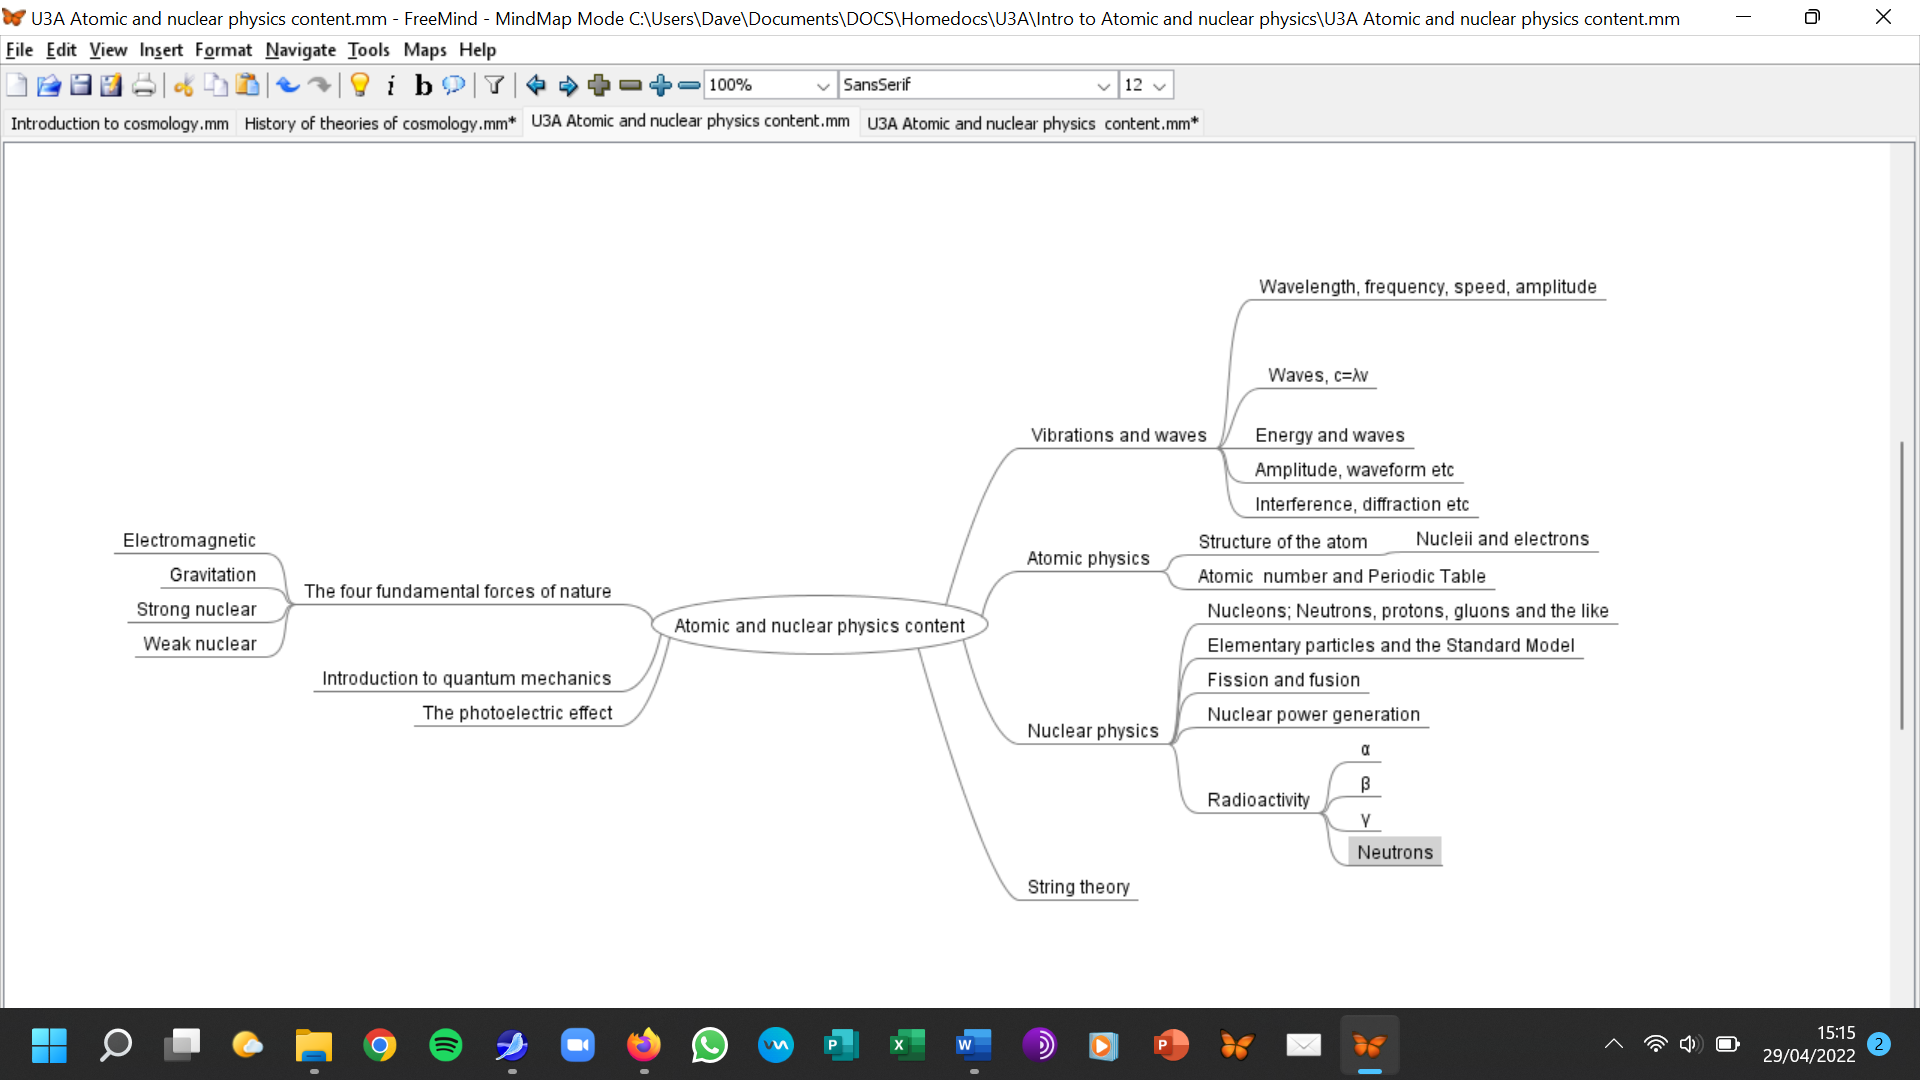 U3A Atomic and nuclear physics content.mm - FreeMind - MindMap Mode C:\Users\Dave\Documents\DOCS\Homedocs\U3A\Intro to Atomic and nuclear physics\U3A Atomic and nuclear physics content.mm
File Edit View Insert Format Navigate Tools Maps Help
i b 100% SansSerif 12
Introduction to cosmology.mm History of theories of cosmology.mm* U3A Atomic and nuclear physics content.mm U3A Atomic and nuclear physics  content.mm*
Electromagnetic
Gravitation
Strong nuclear
Weak nuclear
The four fundamental forces of nature
Introduction to quantum mechanics
The photoelectric effect
Atomic and nuclear physics content
Vibrations and waves
Wavelength, frequency, speed, amplitude
Waves, c=λv
Energy and waves
Amplitude, waveform etc
Interference, diffraction etc
Atomic physics
Structure of the atom
Nucleii and electrons
Atomic  number and Periodic Table
Nuclear physics
Nucleons; Neutrons, protons, gluons and the like
Elementary particles and the Standard Model
Fission and fusion
Nuclear power generation
Radioactivity
α
β
γ
Neutrons
String theory
15:15
29/04/2022
2